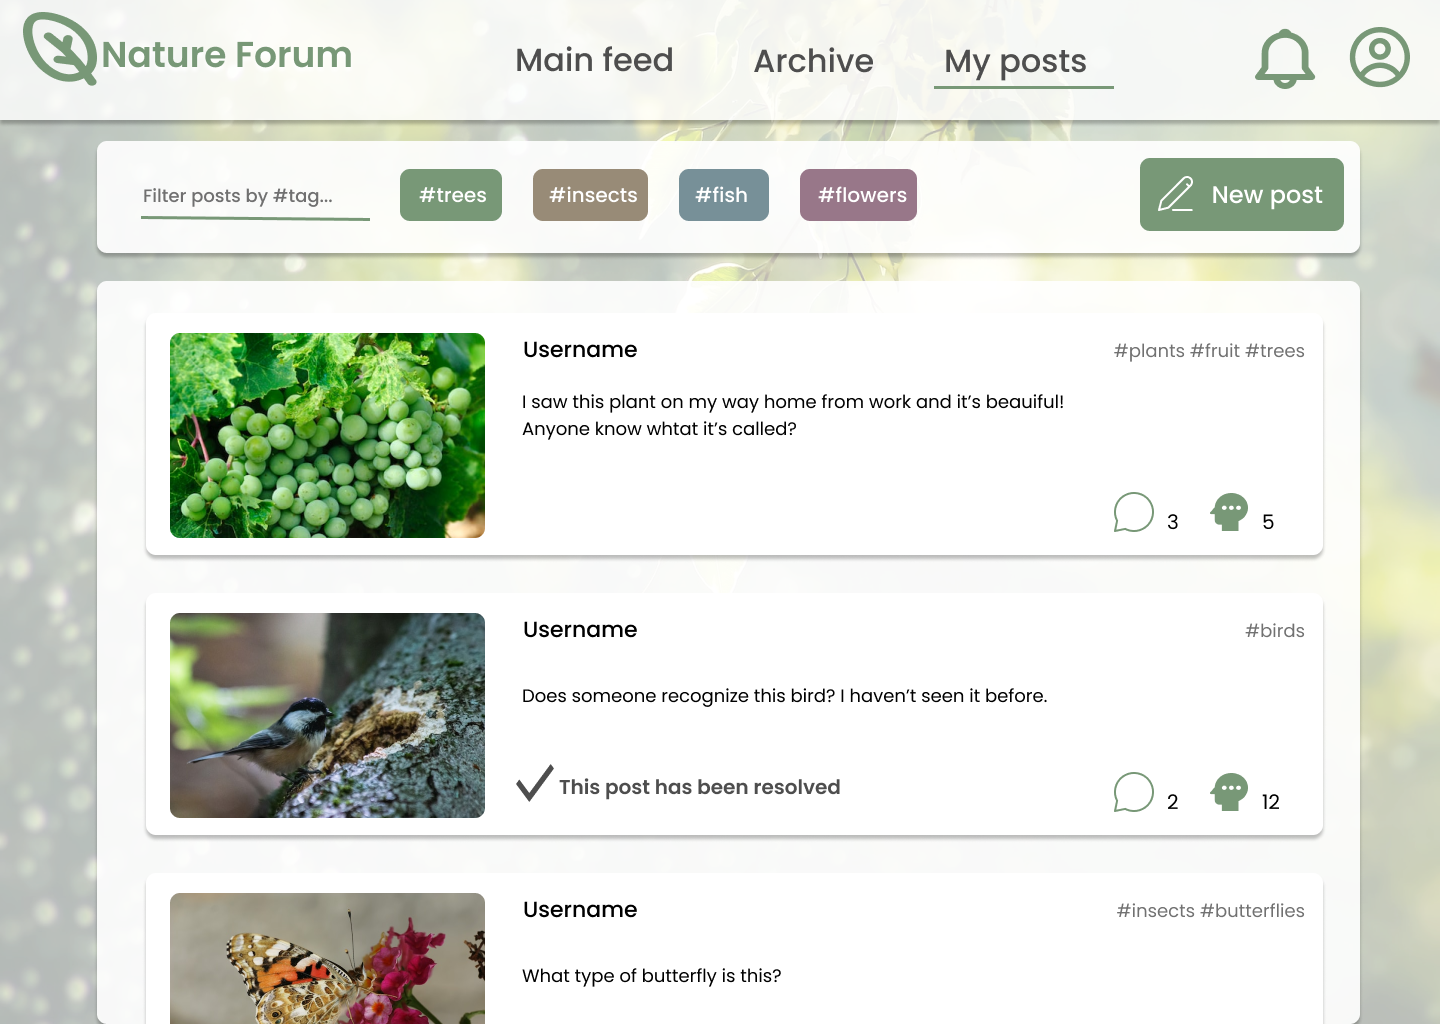 Nature Forum
Main feed
Archive
My posts
Filter posts by #tag...
#trees
#insects
#fish
#flowers
New post
Username
#plants #fruit #trees
I saw this plant on my way home from work and it’s beauiful!
Anyone know whtat it’s called?
3
5
Username
#birds
Does someone recognize this bird? I haven’t seen it before.
This post has been resolved
2
12
Username
#insects #butterflies
What type of butterfly is this?